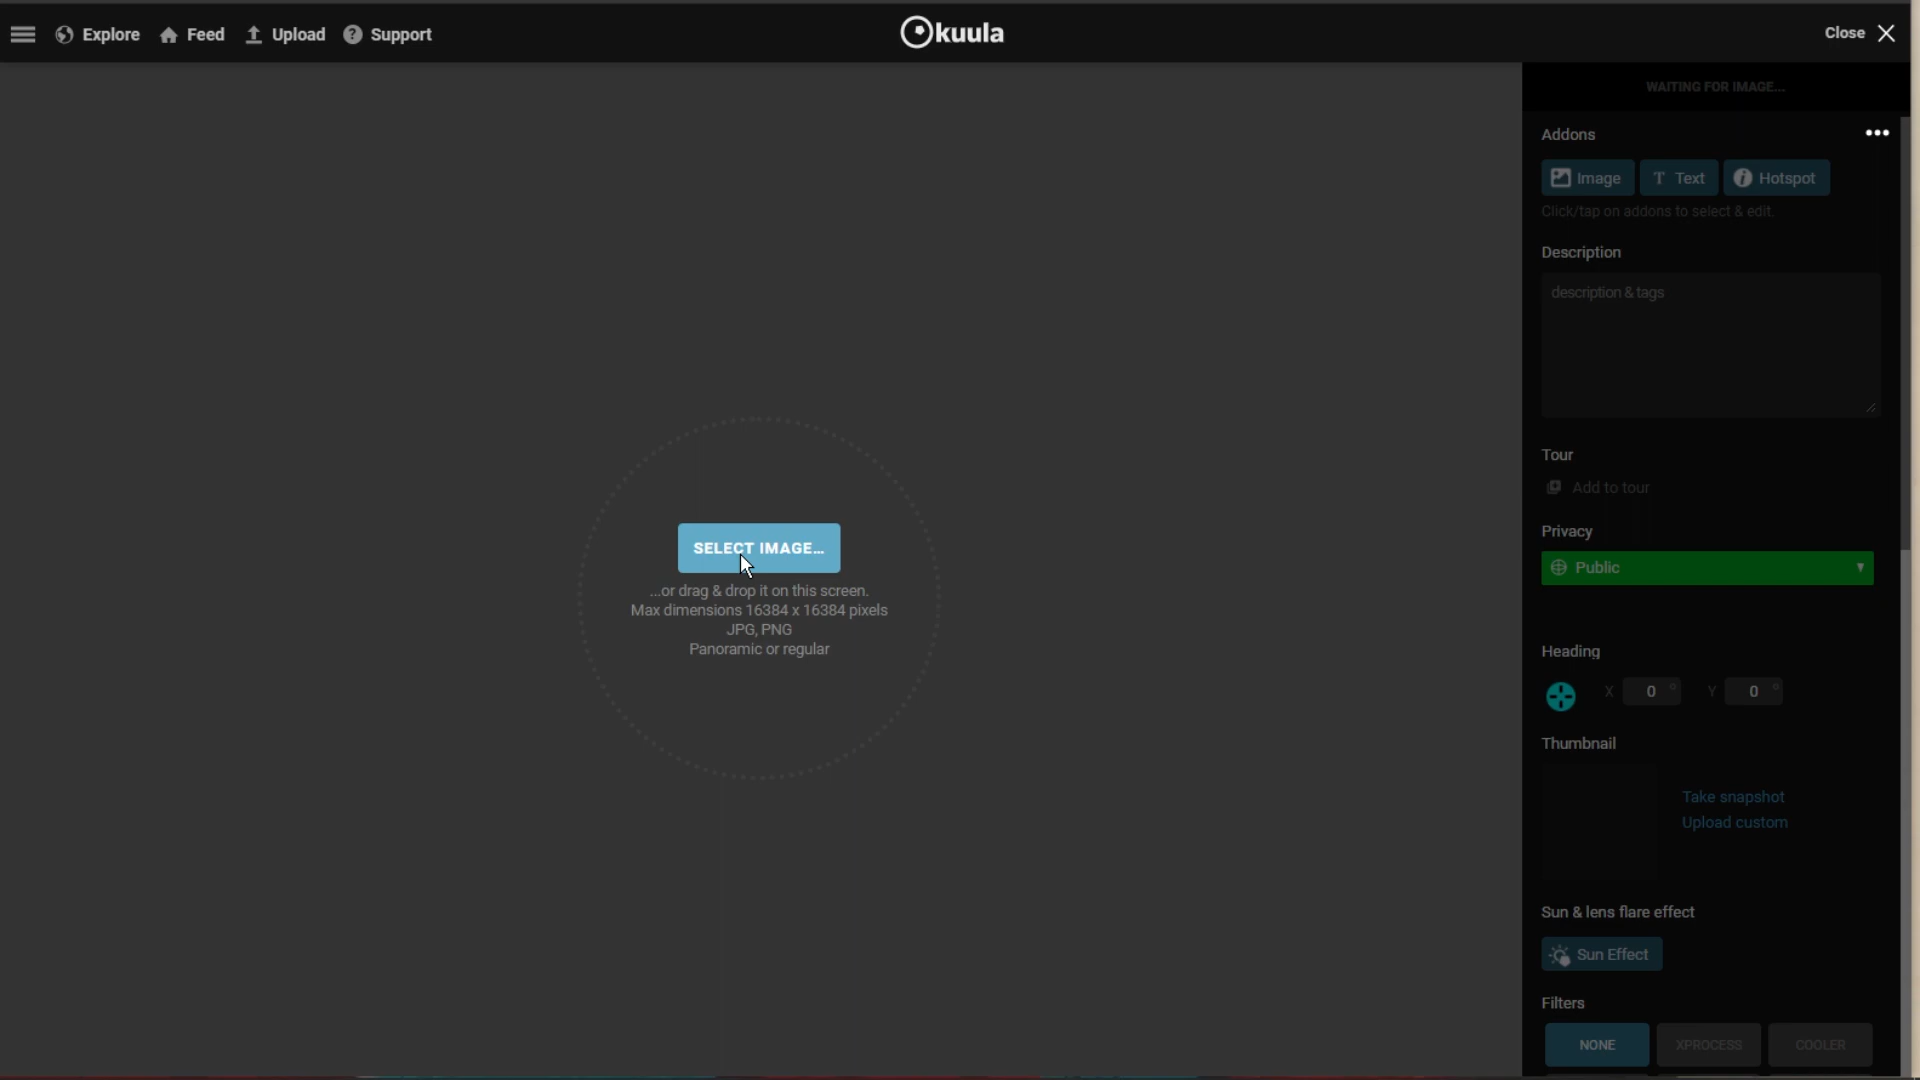 Explore Feed Upload Support
kuula
Close
WAITING FOR IMAGE...
Addons
Image Text Hotspot
Click/tap on addons to select & edit.
Description
description & tags
Tour
Add to tour
Privacy
Public
Heading
X 0 ° Y 0 °
Thumbnail
Take snapshot
Upload custom
Sun & lens flare effect
Sun Effect
Filters
NONE XPROCESS COOLER
SELECT IMAGE...
...or drag & drop it on this screen.
Max dimensions 16384 x 16384 pixels
JPG, PNG
Panoramic or regular